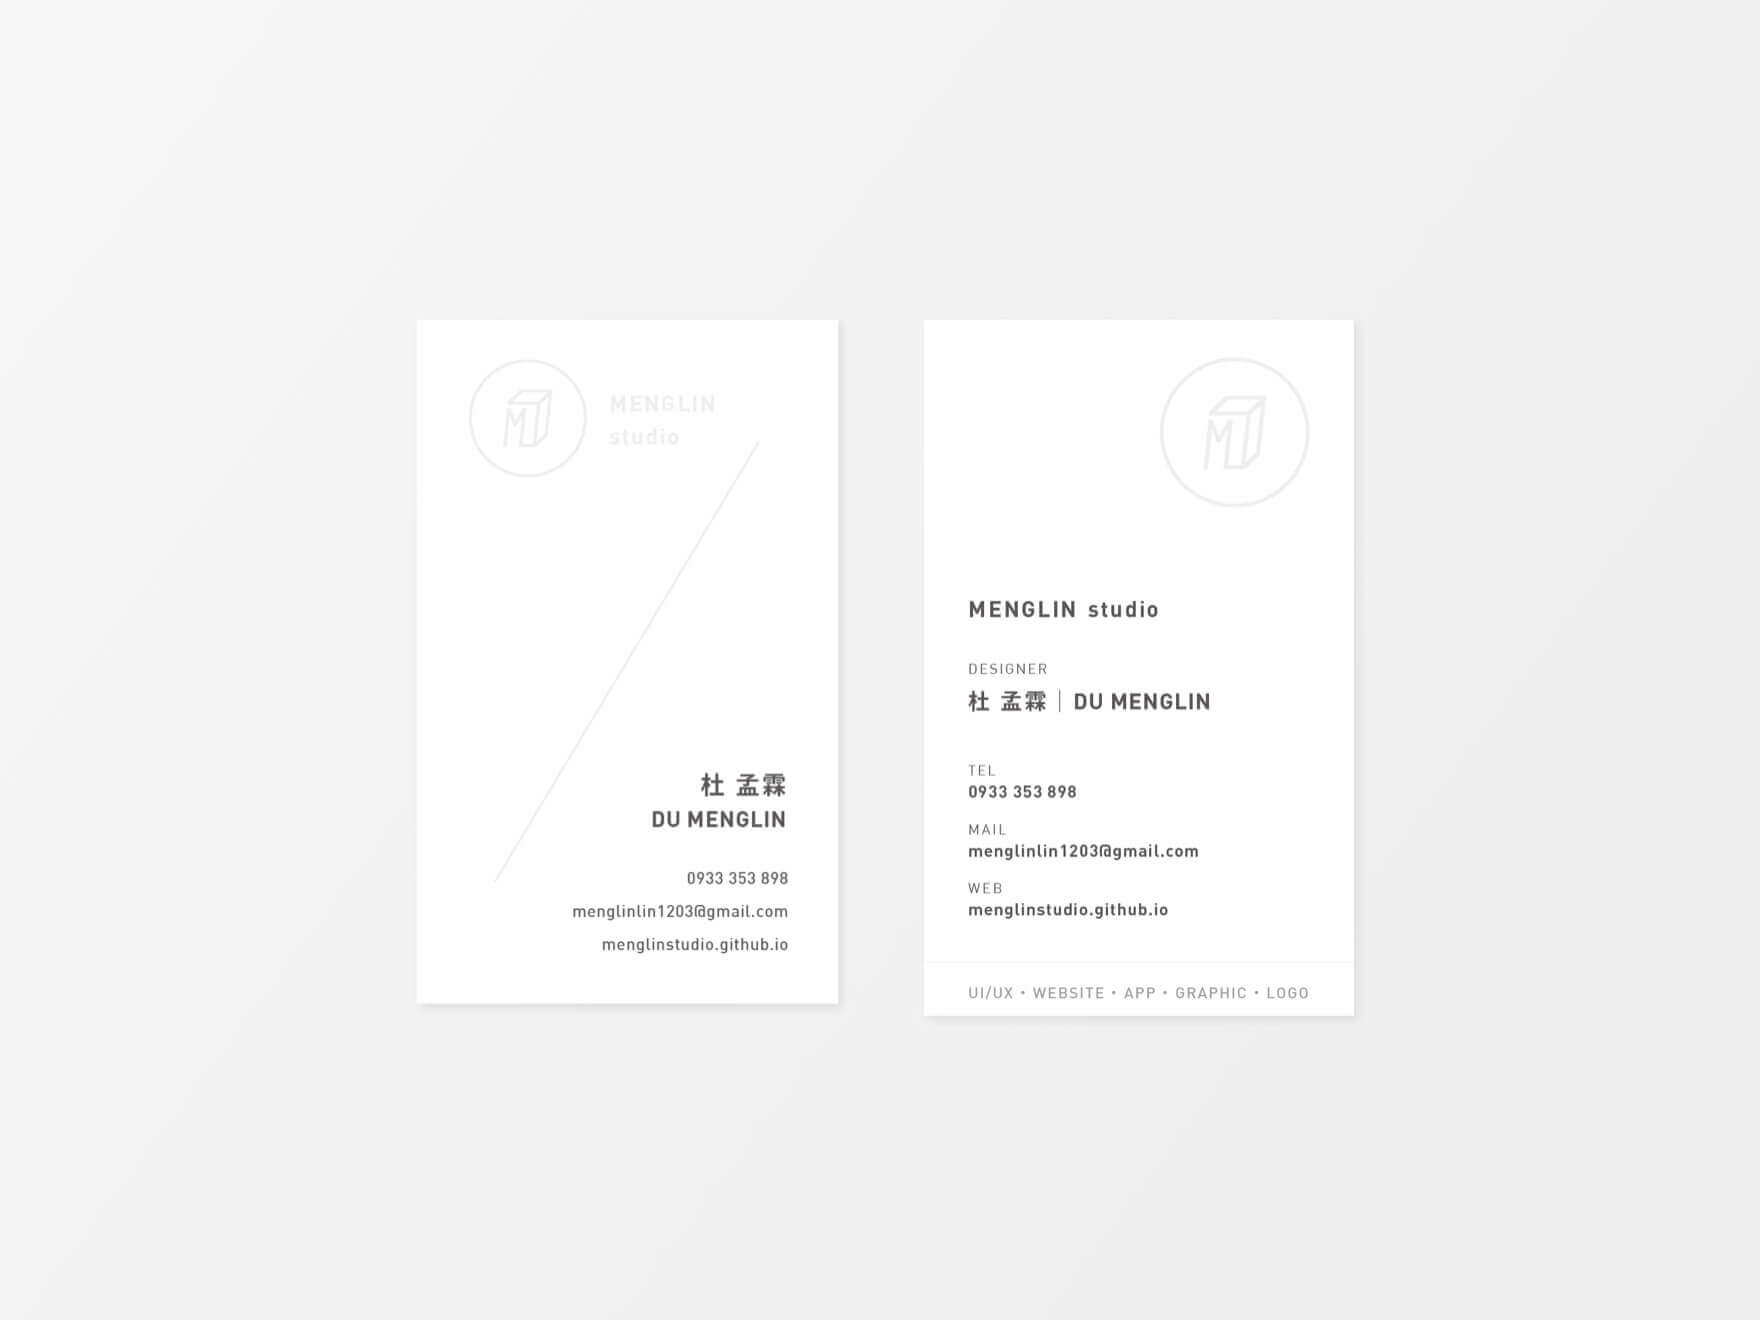 MENGLIN
studio
杜 孟霖
DU MENGLIN
0933 353 898
menglinlin1203@gmail.com
menglinstudio.github.io
M
MENGLIN studio
DESIGNER
杜 孟霖 | DU MENGLIN
TEL
0933 353 898
MAIL
menglinlin1203@gmail.com
WEB
menglinstudio.github.io
UI/UX • WEBSITE • APP • GRAPHIC • LOGO